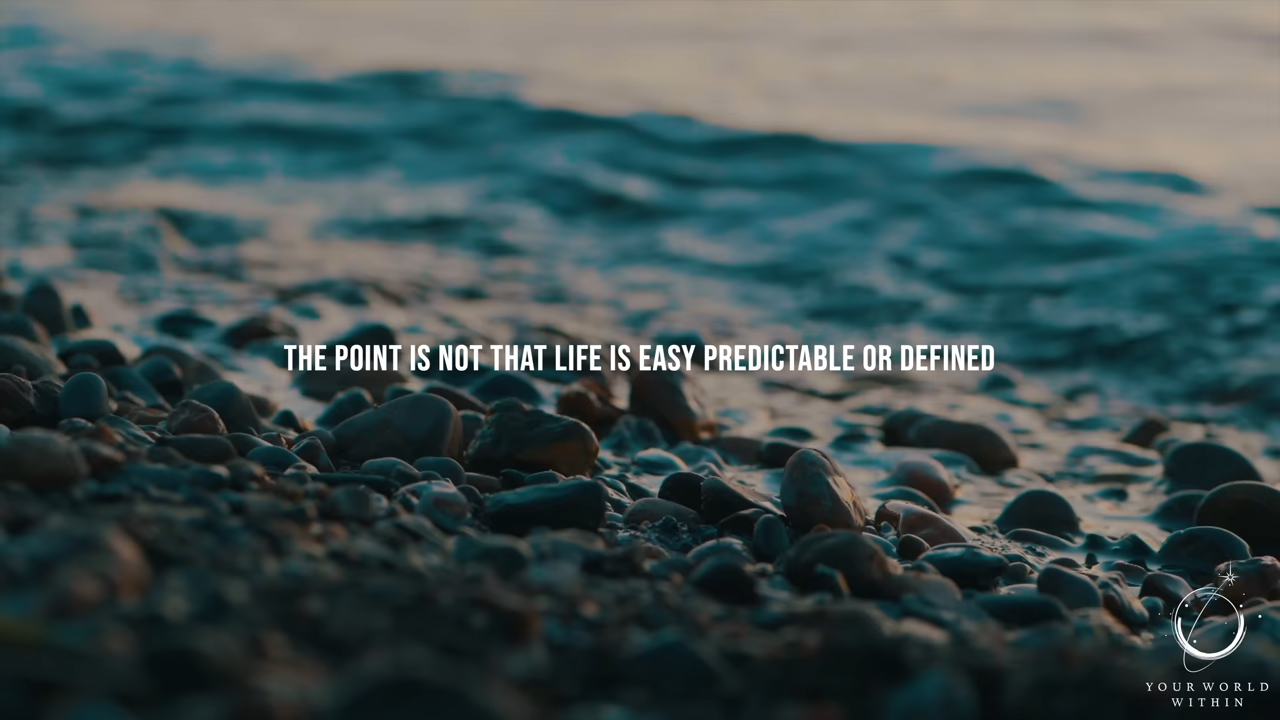 THE POINT IS NOT THAT LIFE IS EASY PREDICTABLE OR DEFINED
YOUR WORLD
WITHIN